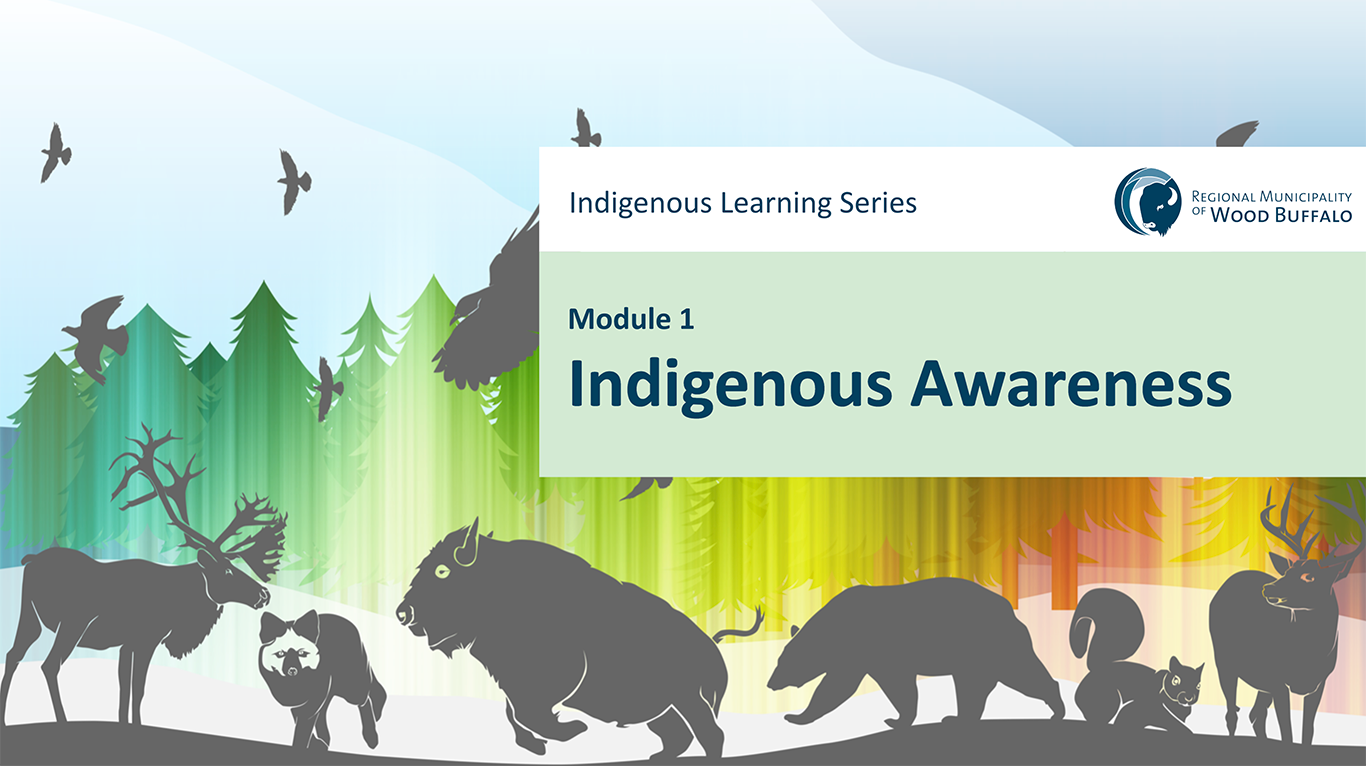 Indigenous Learning Series
REGIONAL MUNICIPALITY
OF WOOD BUFFALO
Module 1
Indigenous Awareness